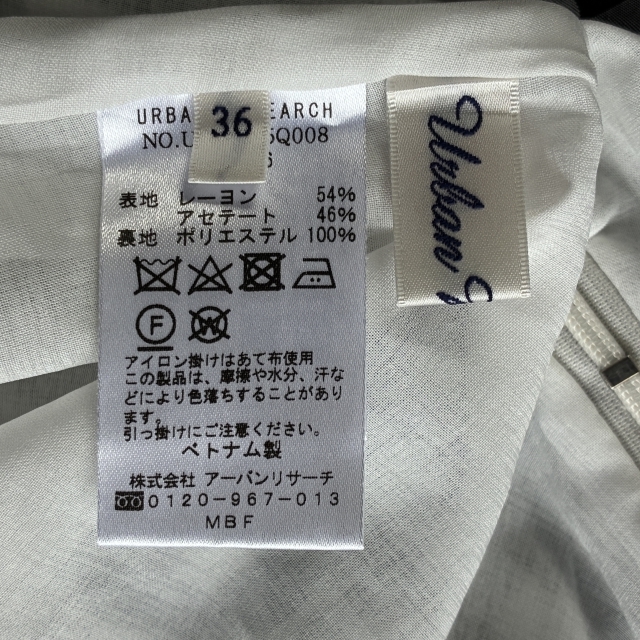 36
NO.U
5Q008
6
表地 レーヨン 54%
アセテート 46%
裏地 ポリエステル 100%
F
W
アイロン掛けはあて布使用
この製品は、摩擦や水分、汗な
どにより色落ちすることがあり
ます。
引っ掛けにご注意ください。
ベトナム製
株式会社 アーバンリサーチ
0120-967-013
MBF
Urban